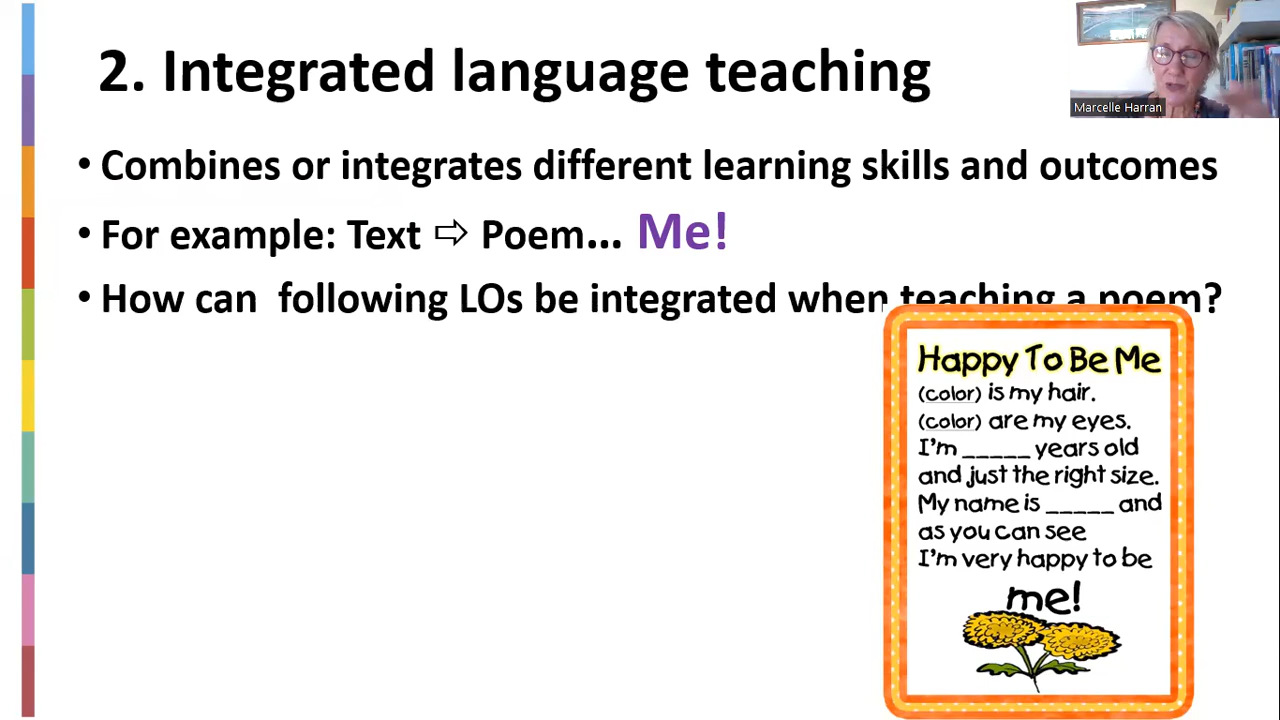 2. Integrated language teaching
Marcelle Harran
• Combines or integrates different learning skills and outcomes
• For example: Text ⇨ Poem... Me!
• How can  following LOs be integrated when teaching a poem?
Happy To Be Me
(color) is my hair.
(color) are my eyes.
I'm _____ years old
and just the right size.
My name is _____ and
as you can see
I'm very happy to be
me!